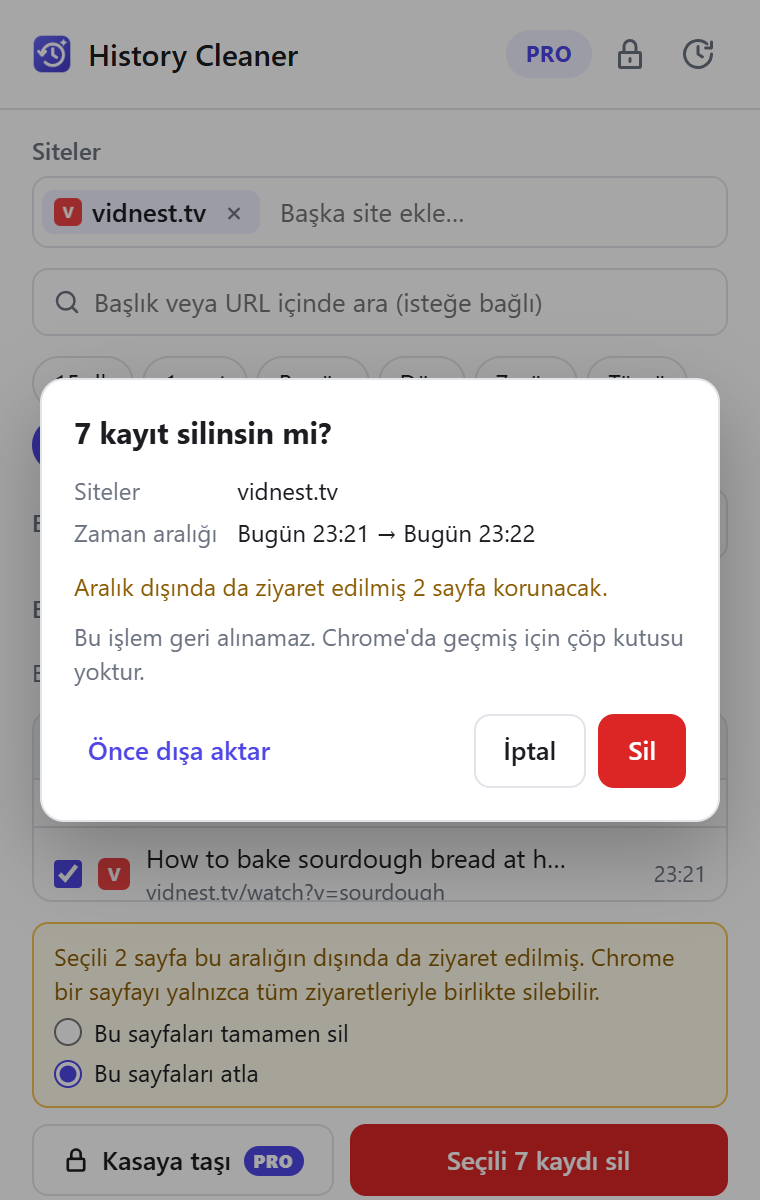 History Cleaner
PRO
Siteler
V vidnest.tv ×
Başka site ekle...
Başlık veya URL içinde ara (isteğe bağlı)
7 kayıt silinsin mi?
Siteler vidnest.tv
Zaman aralığı Bugün 23:21 → Bugün 23:22
Aralık dışında da ziyaret edilmiş 2 sayfa korunacak.
Bu işlem geri alınamaz. Chrome'da geçmiş için çöp kutusu
yoktur.
Önce dışa aktar
İptal
Sil
V How to bake sourdough bread at h...
vidnest.tv/watch?v=sourdough
23:21
Seçili 2 sayfa bu aralığın dışında da ziyaret edilmiş. Chrome
bir sayfayı yalnızca tüm ziyaretleriyle birlikte silebilir.
Bu sayfaları tamamen sil
Bu sayfaları atla
Kasaya taşı PRO
Seçili 7 kaydı sil